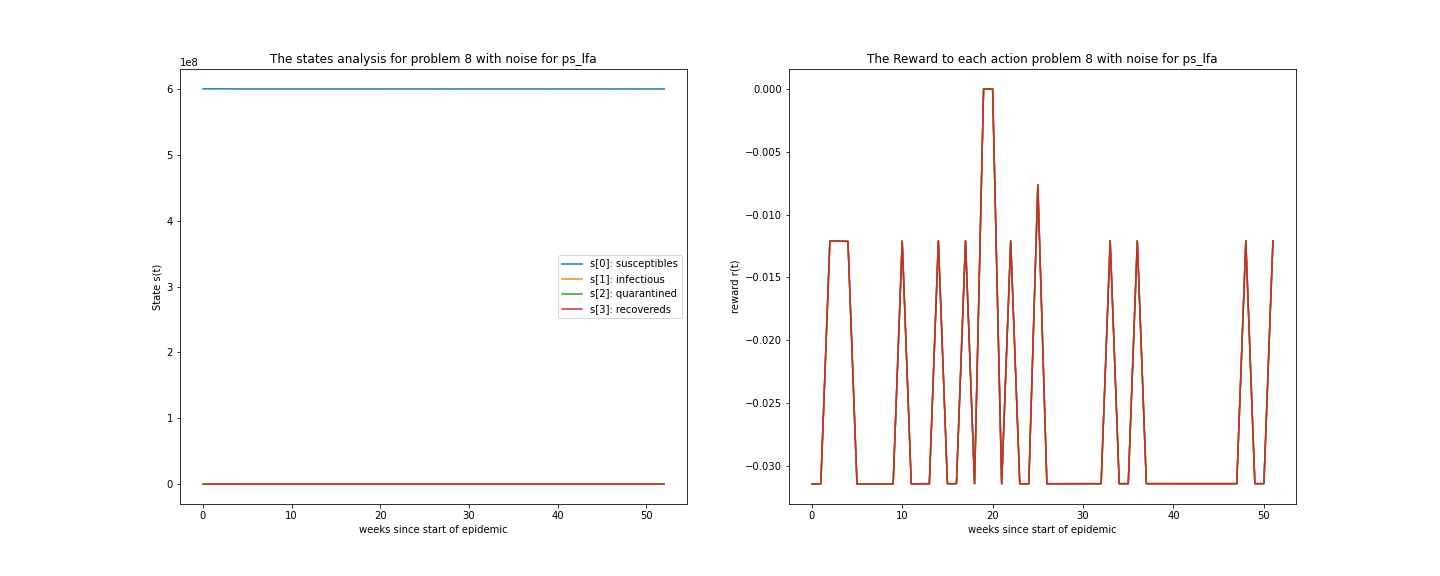 The states analysis for problem 8 with noise for ps_lfa
1e8
6
5
4
3
2
1
0
State s(t)
s[0]: susceptibles
s[1]: infectious
s[2]: quarantined
s[3]: recovereds
0 10 20 30 40 50
weeks since start of epidemic
The Reward to each action problem 8 with noise for ps_lfa
0.000
−0.005
−0.010
−0.015
−0.020
−0.025
−0.030
reward r(t)
0 10 20 30 40 50
weeks since start of epidemic